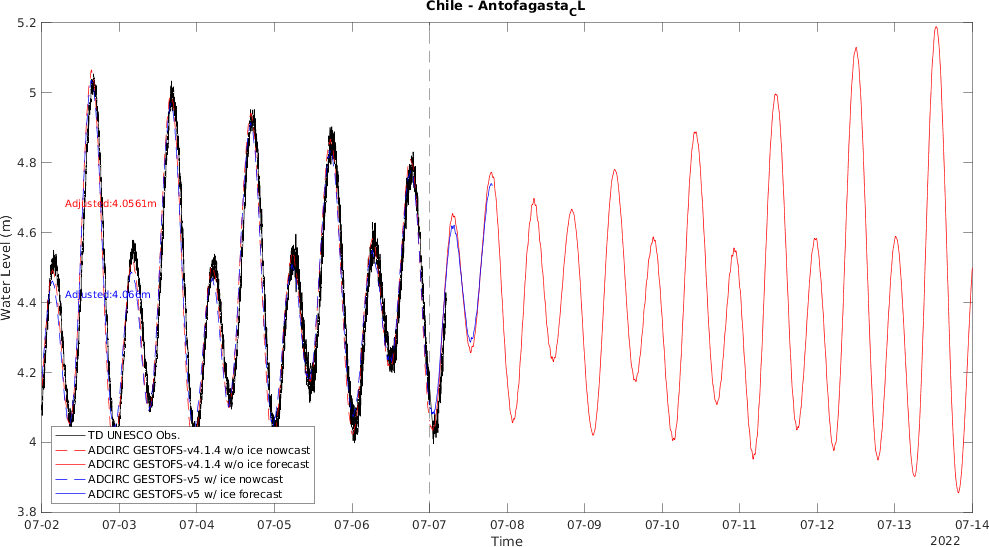 Chile - Antofagasta_CL
5.2
5
4.8
4.6
4.4
4.2
4
3.8
Water Level (m)
Adjusted:4.0561m
Adjusted:4.066m
TD UNESCO Obs.
ADCIRC GESTOFS-v4.1.4 w/o ice nowcast
ADCIRC GESTOFS-v4.1.4 w/o ice forecast
ADCIRC GESTOFS-v5 w/ ice nowcast
ADCIRC GESTOFS-v5 w/ ice forecast
07-02 07-03 07-04 07-05 07-06 07-07 07-08 07-09 07-10 07-11 07-12 07-13 07-14
Time
2022